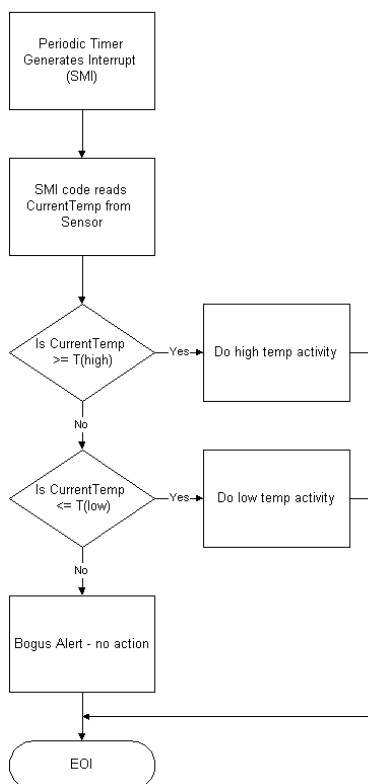 Periodic Timer
Generates Interrupt
(SMI)
SMI code reads
CurrentTemp from
Sensor
Is CurrentTemp
>= T(high)
Yes
Do high temp activity
No
Is CurrentTemp
<= T(low)
Yes
Do low temp activity
No
Bogus Alert - no action
EOI